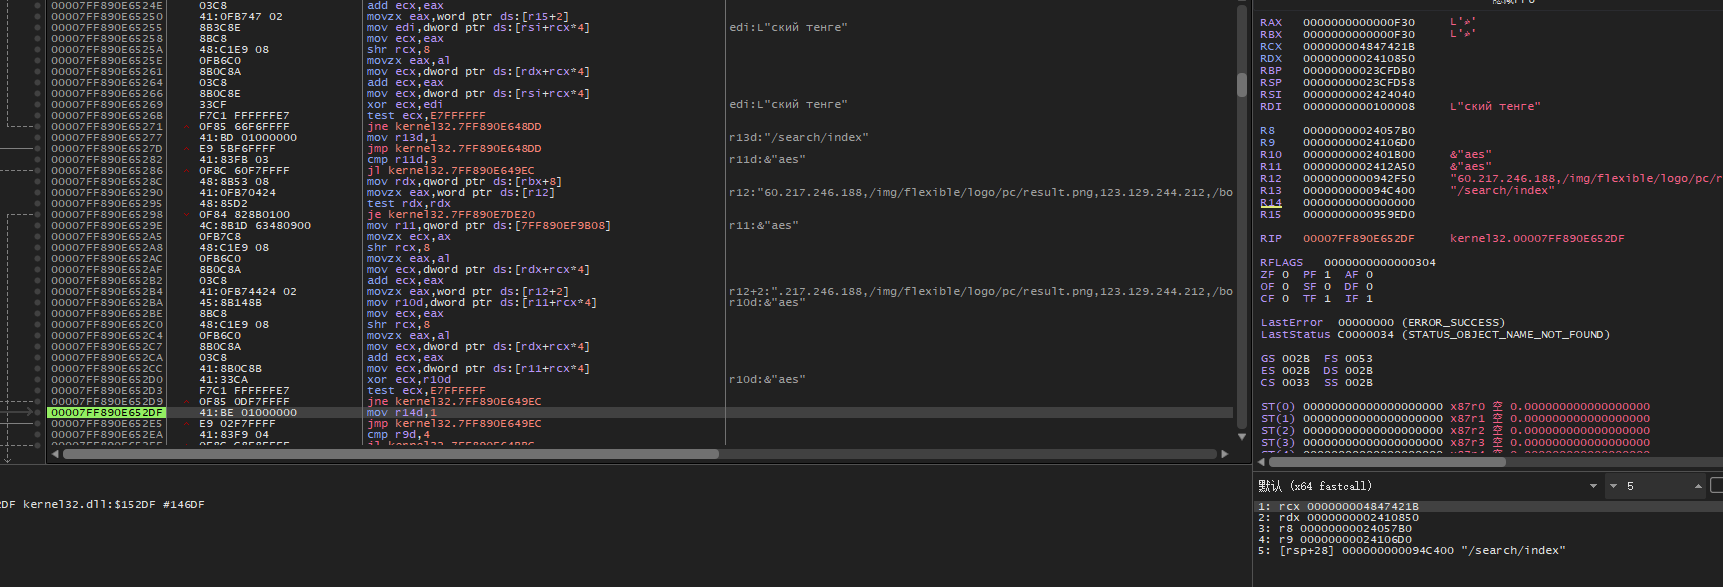 00007FF890E6524E 03C8 add ecx,eax
00007FF890E65250 41:0FB747 02 movzx eax,word ptr ds:[r15+2]
00007FF890E65255 8B3C8E mov edi,dword ptr ds:[rsi+rcx*4] edi:L"ский тенге"
00007FF890E65258 8BC8 mov ecx,eax
00007FF890E6525A 48:C1E9 08 shr rcx,8
00007FF890E6525E 0FB6C0 movzx eax,al
00007FF890E65261 8B0C8A mov ecx,dword ptr ds:[rdx+rcx*4]
00007FF890E65264 03C8 add ecx,eax
00007FF890E65266 8B0C8E mov ecx,dword ptr ds:[rsi+rcx*4]
00007FF890E65269 33CF xor ecx,edi edi:L"ский тенге"
00007FF890E6526B F7C1 FFFFFFE7 test ecx,E7FFFFFF
00007FF890E65271 0F85 66F6FFFF jne kernel32.7FF890E648DD
00007FF890E65277 41:BD 01000000 mov r13d,1 r13d:"/search/index"
00007FF890E6527D E9 5BF6FFFF jmp kernel32.7FF890E648DD
00007FF890E65282 41:83FB 03 cmp r11d,3 r11d:&"aes"
00007FF890E65286 0F8C 60F7FFFF jl kernel32.7FF890E649EC
00007FF890E6528C 48:8B53 08 mov rdx,qword ptr ds:[rbx+8]
00007FF890E65290 41:0FB70424 movzx eax,word ptr ds:[r12] r12:"60.217.246.188,/img/flexible/logo/pc/result.png,123.129.244.212,/bo
00007FF890E65295 48:85D2 test rdx,rdx
00007FF890E65298 0F84 828B0100 je kernel32.7FF890E7DE20
00007FF890E6529E 4C:8B1D 63480900 mov r11,qword ptr ds:[7FF890EF9B08] r11:&"aes"
00007FF890E652A5 0FB7C8 movzx ecx,ax
00007FF890E652A8 48:C1E9 08 shr rcx,8
00007FF890E652AC 0FB6C0 movzx eax,al
00007FF890E652AF 8B0C8A mov ecx,dword ptr ds:[rdx+rcx*4]
00007FF890E652B2 03C8 add ecx,eax
00007FF890E652B4 41:0FB74424 02 movzx eax,word ptr ds:[r12+2] r12+2:".217.246.188,/img/flexible/logo/pc/result.png,123.129.244.212,/bo
00007FF890E652BA 45:8B148B mov r10d,dword ptr ds:[r11+rcx*4] r10d:&"aes"
00007FF890E652BE 8BC8 mov ecx,eax
00007FF890E652C0 48:C1E9 08 shr rcx,8
00007FF890E652C4 0FB6C0 movzx eax,al
00007FF890E652C7 8B0C8A mov ecx,dword ptr ds:[rdx+rcx*4]
00007FF890E652CA 03C8 add ecx,eax
00007FF890E652CC 41:8B0C8B mov ecx,dword ptr ds:[r11+rcx*4]
00007FF890E652D0 41:33CA xor ecx,r10d r10d:&"aes"
00007FF890E652D3 F7C1 FFFFFFE7 test ecx,E7FFFFFF
00007FF890E652D9 0F85 0DF7FFFF jne kernel32.7FF890E649EC
00007FF890E652DF 41:BE 01000000 mov r14d,1
00007FF890E652E5 E9 02F7FFFF jmp kernel32.7FF890E649EC
00007FF890E652EA 41:83F9 04 cmp r9d,4
2DF kernel32.dll:$152DF #146DF
RAX 0000000000000F30
RBX 0000000000000F30
RCX 000000004847421B
RDX 0000000002410850
RBP 00000000023CFDB0
RSP 00000000023CFD58
RSI 0000000002424040
RDI 0000000000100008 L"ский тенге"
R8 00000000024057B0
R9 00000000024106D0
R10 0000000002401B00 &"aes"
R11 0000000002412A50 &"aes"
R12 0000000000942F50 "60.217.246.188,/img/flexible/logo/pc/r
R13 000000000094C400 "/search/index"
R14 0000000000000000
R15 0000000000959ED0
RIP 00007FF890E652DF kernel32.00007FF890E652DF
RFLAGS 0000000000000304
ZF 0 PF 1 AF 0
OF 0 SF 0 DF 0
CF 0 TF 1 IF 1
LastError 00000000 (ERROR_SUCCESS)
LastStatus C0000034 (STATUS_OBJECT_NAME_NOT_FOUND)
GS 002B FS 0053
ES 002B DS 002B
CS 0033 SS 002B
ST(0) 00000000000000000000 x87r0 空 0.000000000000000000
ST(1) 00000000000000000000 x87r1 空 0.000000000000000000
ST(2) 00000000000000000000 x87r2 空 0.000000000000000000
ST(3) 00000000000000000000 x87r3 空 0.000000000000000000
默认 (x64 fastcall) 5
1: rcx 000000004847421B
2: rdx 0000000002410850
3: r8 00000000024057B0
4: r9 00000000024106D0
5: [rsp+28] 000000000094C400 "/search/index"